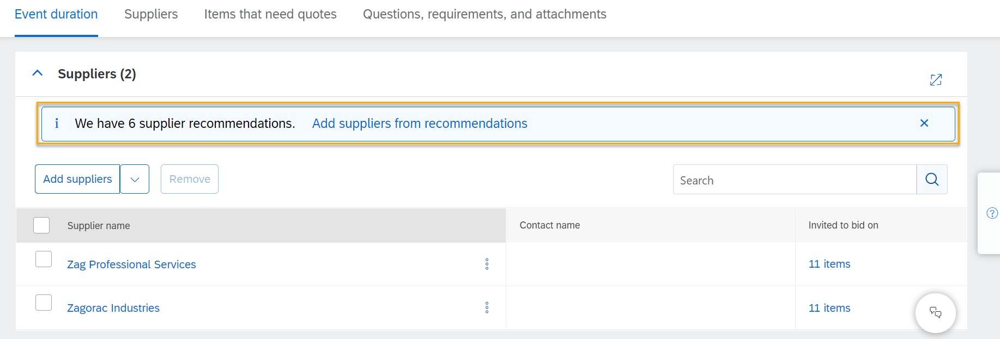 Event duration Suppliers Items that need quotes Questions, requirements, and attachments
Suppliers (2)
i We have 6 supplier recommendations. Add suppliers from recommendations
Add suppliers Remove Search
Supplier name Contact name Invited to bid on
Zag Professional Services 11 items
Zagorac Industries 11 items
?